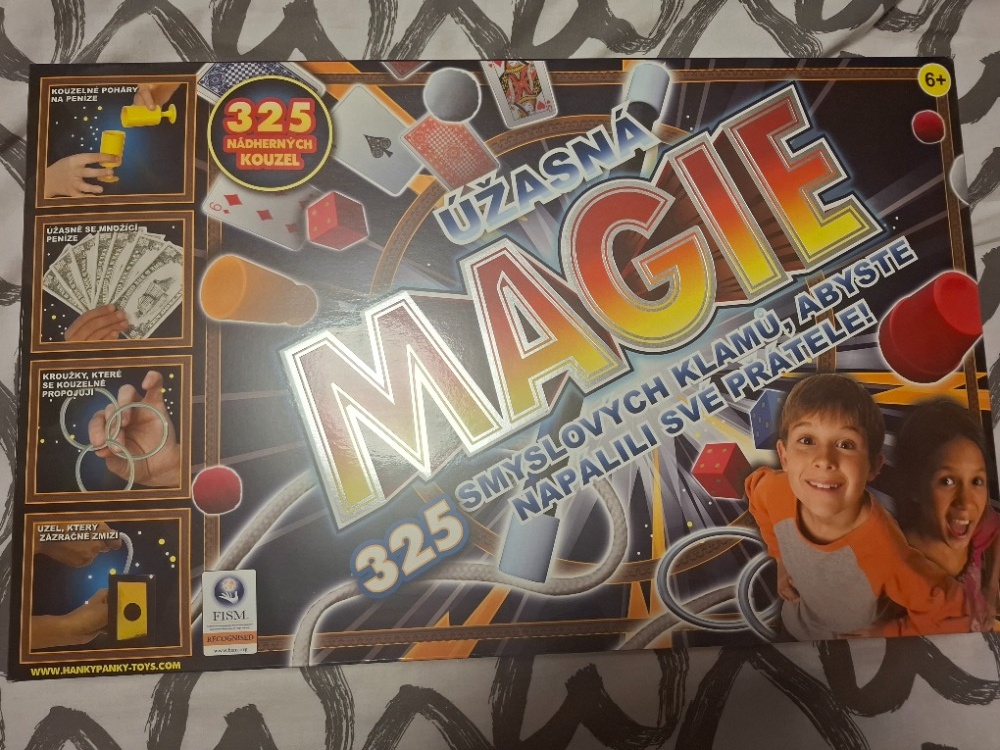 KOUZELNÉ POHÁRY
NA PENÍZE
325
NÁDHERNÝCH
KOUZEL
6+
ÚŽASNÁ
MAGIE
325 SMYSLOVÝCH KLAMŮ, ABYSTE
NAPÁLILI SVÉ PŘÁTELE!
ÚŽASNĚ SE MNOŽÍCÍ
PENÍZE
KROUŽKY, KTERÉ
SE KOUZELNĚ
PROPOJUJÍ
UZEL, KTERÝ
ZÁZRAČNĚ ZMIZÍ
FISM
RECOGNISED
WWW.HANKYPANKY-TOYS.COM